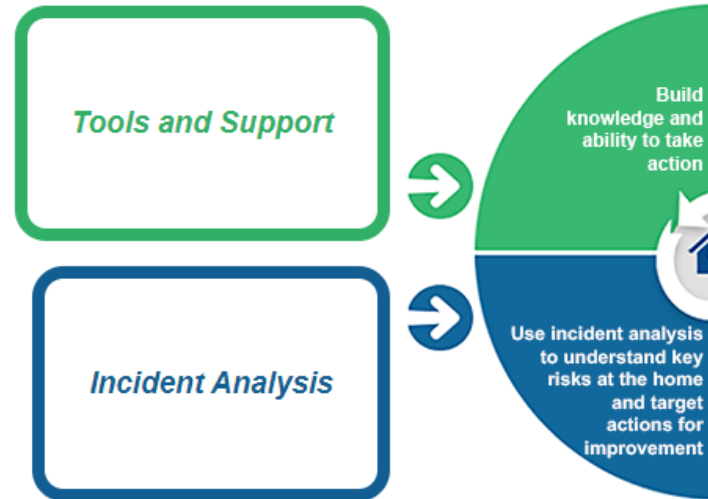 Tools and Support
Build
knowledge and
ability to take
action
Incident Analysis
Use incident analysis
to understand key
risks at the home
and target
actions for
improvement